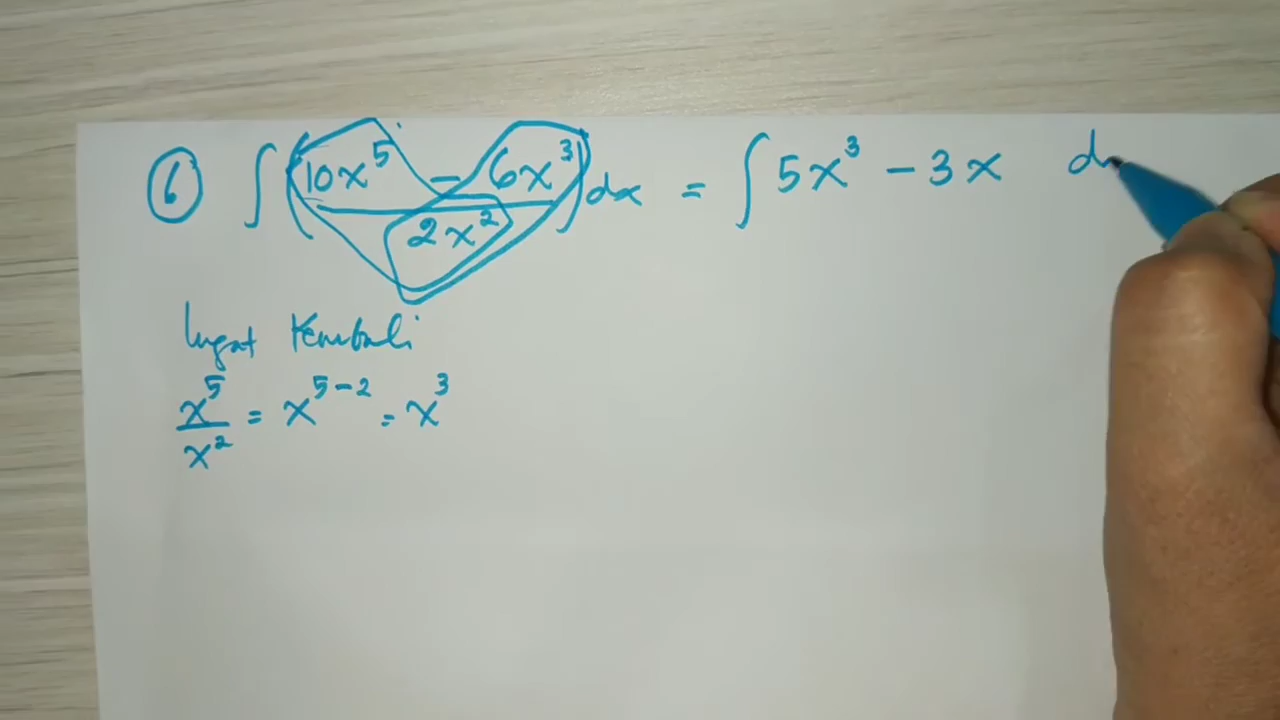 6 ∫(10x⁵ − 6x³ / 2x²) dx = ∫ 5x³ − 3x d
Ingat Kembali
x⁵/x² = x⁵⁻² = x³